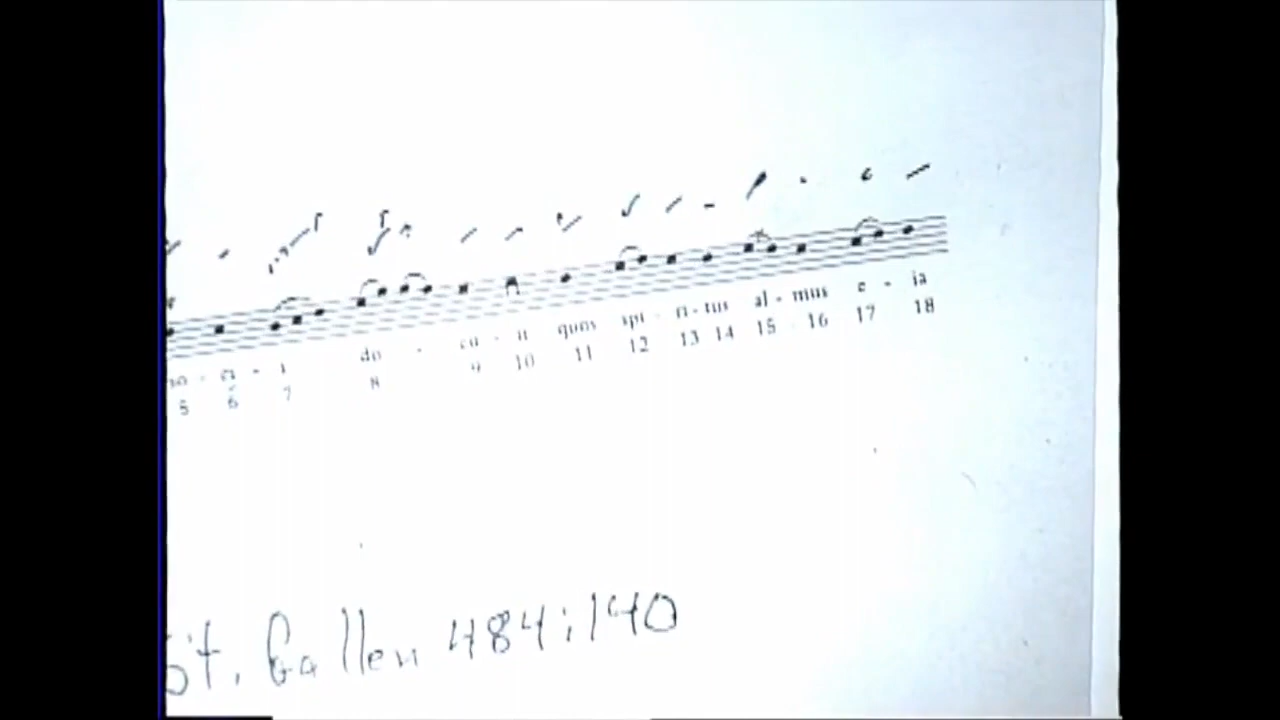 do - quos spi - ri - tus al - mus e - ia
5 6 7 8 9 10 11 12 13 14 15 16 17 18
St. Gallen 484:140